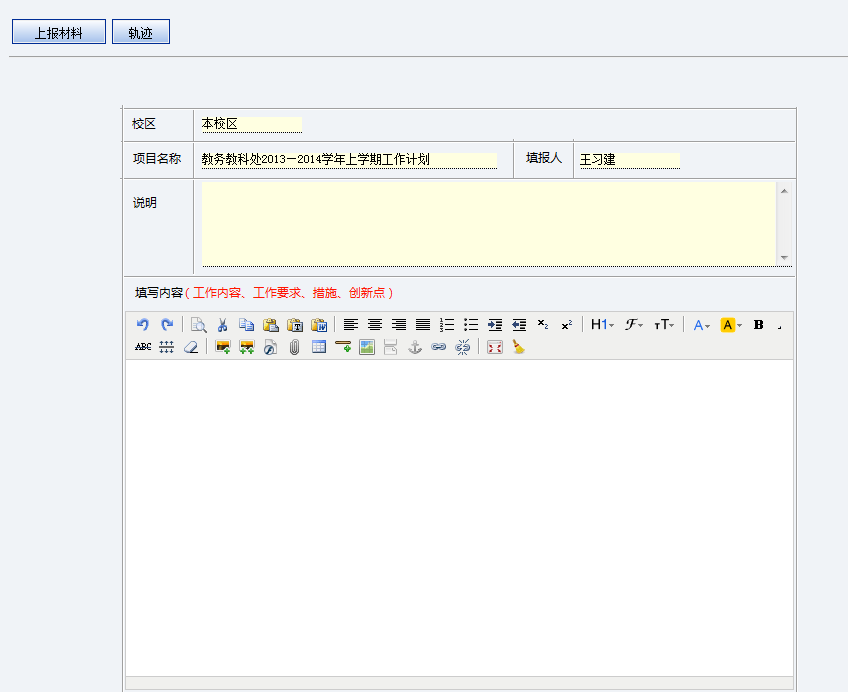 上报材料 轨迹
校区 本校区
项目名称 教务教科处2013－2014学年上学期工作计划 填报人 王习建
说明
填写内容(工作内容、工作要求、措施、创新点)
H1 F TT A A B
ABC